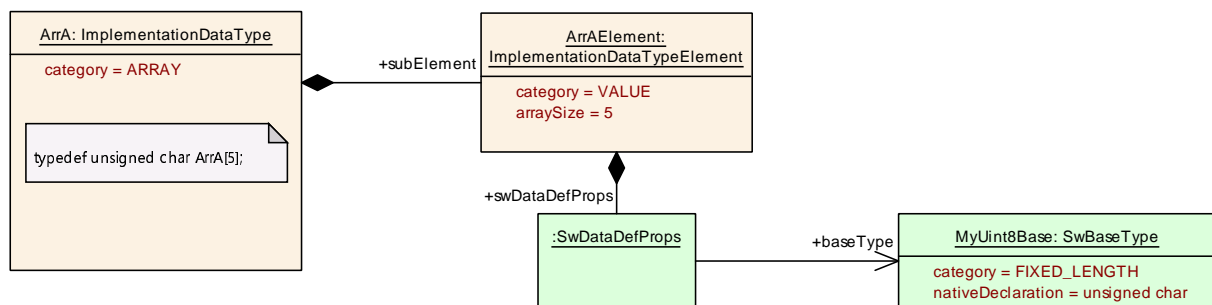 ArrA: ImplementationDataType
category = ARRAY
typedef unsigned char ArrA[5];
+subElement
ArrAElement:
ImplementationDataTypeElement
category = VALUE
arraySize = 5
+swDataDefProps
:SwDataDefProps
+baseType
MyUint8Base: SwBaseType
category = FIXED_LENGTH
nativeDeclaration = unsigned char